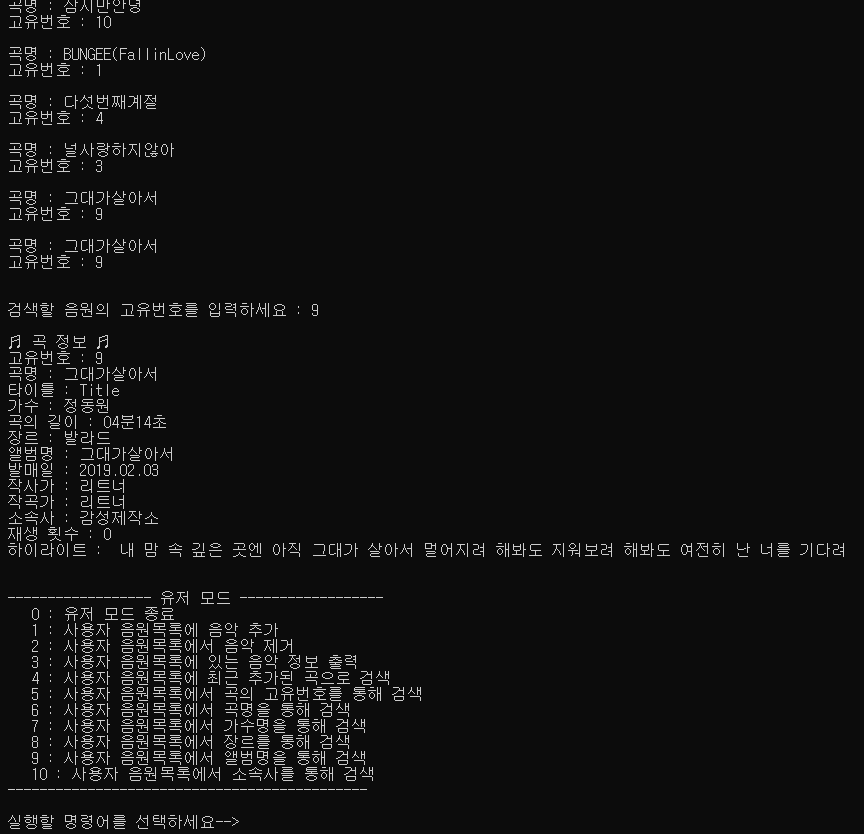 곡명 : 잠시만안녕
고유번호 : 10
곡명 : BUNGEE(FallinLove)
고유번호 : 1
곡명 : 다섯번째계절
고유번호 : 4
곡명 : 널사랑하지않아
고유번호 : 3
곡명 : 그대가살아서
고유번호 : 9
곡명 : 그대가살아서
고유번호 : 9
검색할 음원의 고유번호를 입력하세요 : 9
♬ 곡 정보 ♬
고유번호 : 9
곡명 : 그대가살아서
타이틀 : Title
가수 : 정동원
곡의 길이 : 04분14초
장르 : 발라드
앨범명 : 그대가살아서
발매일 : 2019.02.03
작사가 : 리트너
작곡가 : 리트너
소속사 : 감성제작소
재생 횟수 : 0
하이라이트 :  내 맘 속 깊은 곳엔 아직 그대가 살아서 멀어지려 해봐도 지워보려 해봐도 여전히 난 너를 기다려
------------------ 유저 모드 ------------------
0 : 유저 모드 종료
1 : 사용자 음원목록에 음악 추가
2 : 사용자 음원목록에서 음악 제거
3 : 사용자 음원목록에 있는 음악 정보 출력
4 : 사용자 음원목록에 최근 추가된 곡으로 검색
5 : 사용자 음원목록에서 곡의 고유번호를 통해 검색
6 : 사용자 음원목록에서 곡명을 통해 검색
7 : 사용자 음원목록에서 가수명을 통해 검색
8 : 사용자 음원목록에서 장르를 통해 검색
9 : 사용자 음원목록에서 앨범명을 통해 검색
10 : 사용자 음원목록에서 소속사를 통해 검색
---------------------------------------------
실행할 명령어를 선택하세요-->